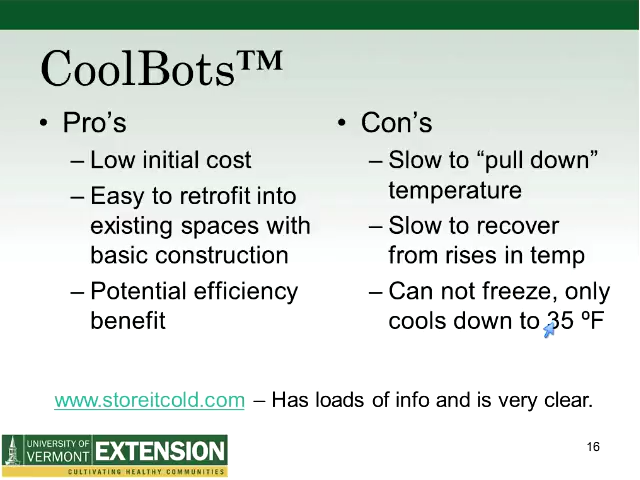 CoolBots™
• Pro's
– Low initial cost
– Easy to retrofit into
existing spaces with
basic construction
– Potential efficiency
benefit
• Con's
– Slow to “pull down”
temperature
– Slow to recover
from rises in temp
– Can not freeze, only
cools down to 35 ºF
www.storeitcold.com – Has loads of info and is very clear.
UNIVERSITY OF
VERMONT
EXTENSION
CULTIVATING HEALTHY COMMUNITIES
16